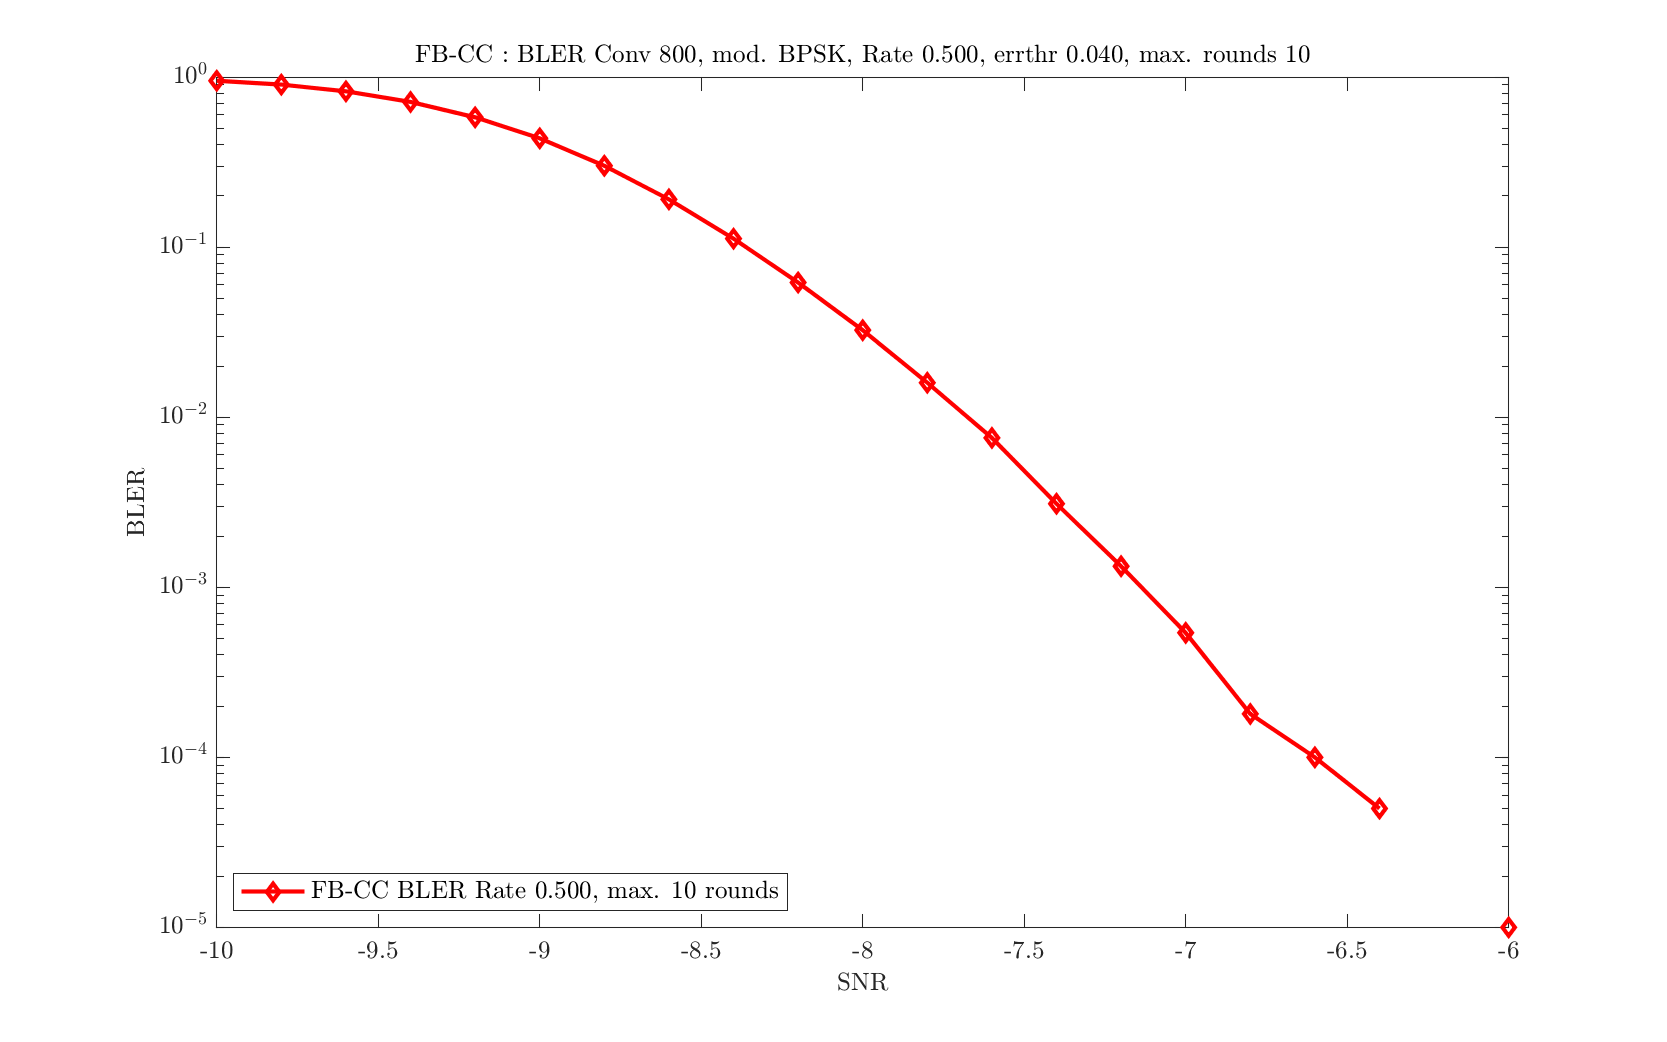 FB-CC : BLER Conv 800, mod. BPSK, Rate 0.500, errthr 0.040, max. rounds 10
10^0
10^-1
10^-2
10^-3
10^-4
10^-5
BLER
FB-CC BLER Rate 0.500, max. 10 rounds
-10 -9.5 -9 -8.5 -8 -7.5 -7 -6.5 -6
SNR